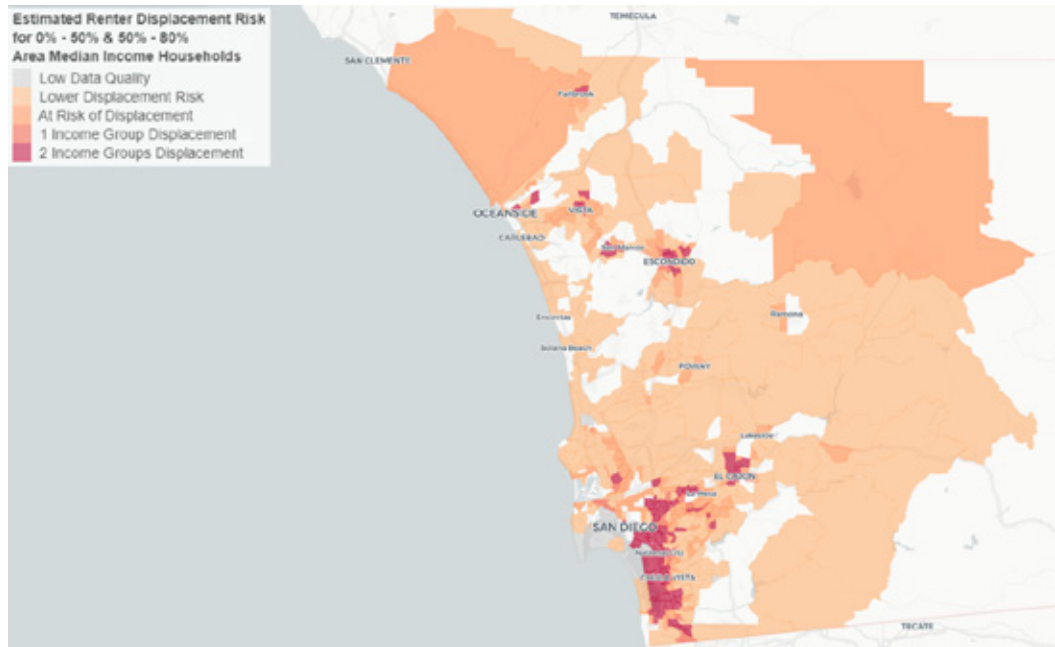 Estimated Renter Displacement Risk
for 0% - 50% & 50% - 80%
Area Median Income Households
Low Data Quality
Lower Displacement Risk
At Risk of Displacement
1 Income Group Displacement
2 Income Groups Displacement
TEMECULA
SAN CLEMENTE
Fallbrook
OCEANSIDE
VISTA
CARLSBAD
San Marcos
ESCONDIDO
Encinitas
Ramona
Solana Beach
POWAY
Lakeside
EL CAJON
La Mesa
SAN DIEGO
National City
CHULA VISTA
TECATE